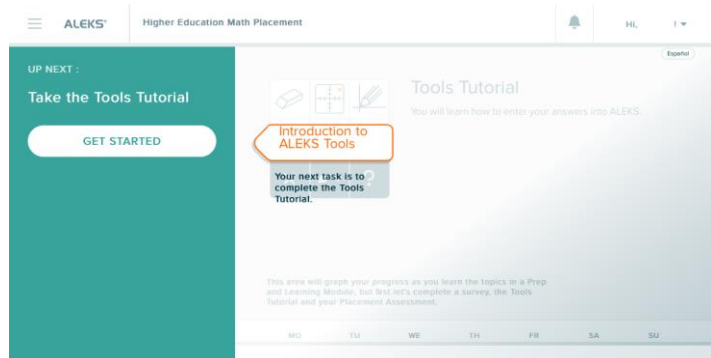 ALEKS®
Higher Education Math Placement
Hi,
Español
UP NEXT :
Take the Tools Tutorial
GET STARTED
Tools Tutorial
You will learn how to enter your answers into ALEKS.
Introduction to
ALEKS Tools
?
Your next task is to
complete the Tools
Tutorial.
This area will graph your progress as you learn the topics in a Prep
and Learning Module, but first let's complete a survey, the Tools
Tutorial and your Placement Assessment.
MO TU WE TH FR SA SU